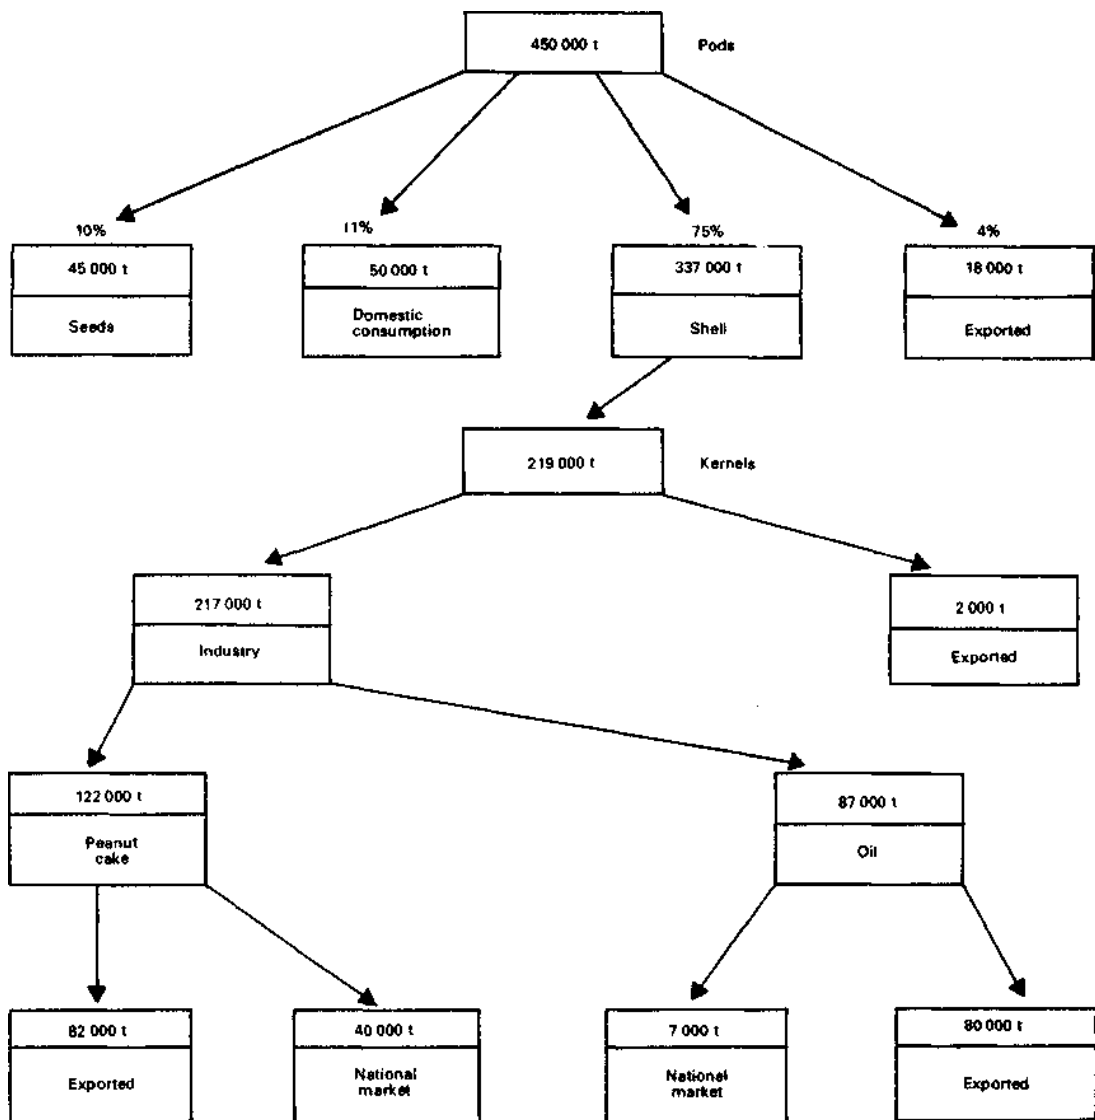 450 000 t
Pods
10%
11%
75%
4%
45 000 t
50 000 t
337 000 t
18 000 t
Seeds
Domestic
consumption
Shell
Exported
219 000 t
Kernels
217 000 t
2 000 t
Industry
Exported
122 000 t
87 000 t
Peanut
cake
Oil
82 000 t
40 000 t
7 000 t
80 000 t
Exported
National
market
National
market
Exported